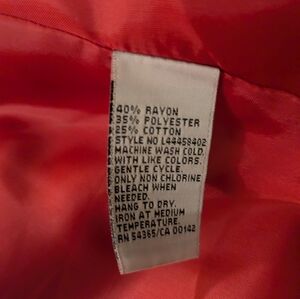 40% RAYON
35% POLYESTER
25% COTTON
STYLE NO L44458402
MACHINE WASH COLD.
WITH LIKE COLORS.
GENTLE CYCLE.
ONLY NON CHLORINE
BLEACH WHEN
NEEDED.
HANG TO DRY.
IRON AT MEDIUM
TEMPERATURE.
RN 54365/CA 00142